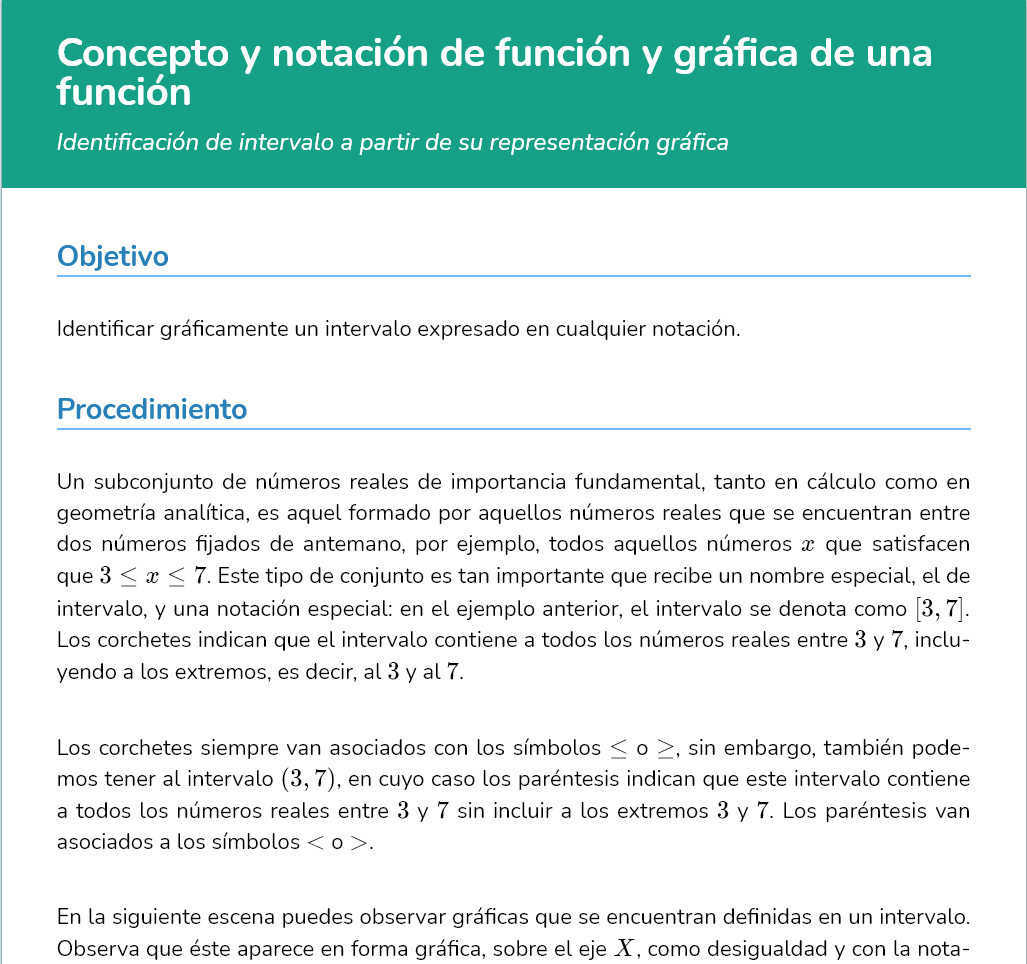 Concepto y notación de función y gráfica de una
función
Identificación de intervalo a partir de su representación gráfica
Objetivo
Identificar gráficamente un intervalo expresado en cualquier notación.
Procedimiento
Un subconjunto de números reales de importancia fundamental, tanto en cálculo como en
geometría analítica, es aquel formado por aquellos números reales que se encuentran entre
dos números fijados de antemano, por ejemplo, todos aquellos números x que satisfacen
que 3 ≤ x ≤ 7. Este tipo de conjunto es tan importante que recibe un nombre especial, el de
intervalo, y una notación especial: en el ejemplo anterior, el intervalo se denota como [3, 7].
Los corchetes indican que el intervalo contiene a todos los números reales entre 3 y 7, inclu-
yendo a los extremos, es decir, al 3 y al 7.
Los corchetes siempre van asociados con los símbolos ≤ o ≥, sin embargo, también pode-
mos tener al intervalo (3, 7), en cuyo caso los paréntesis indican que este intervalo contiene
a todos los números reales entre 3 y 7 sin incluir a los extremos 3 y 7. Los paréntesis van
asociados a los símbolos < o >.
En la siguiente escena puedes observar gráficas que se encuentran definidas en un intervalo.
Observa que éste aparece en forma gráfica, sobre el eje X, como desigualdad y con la nota-